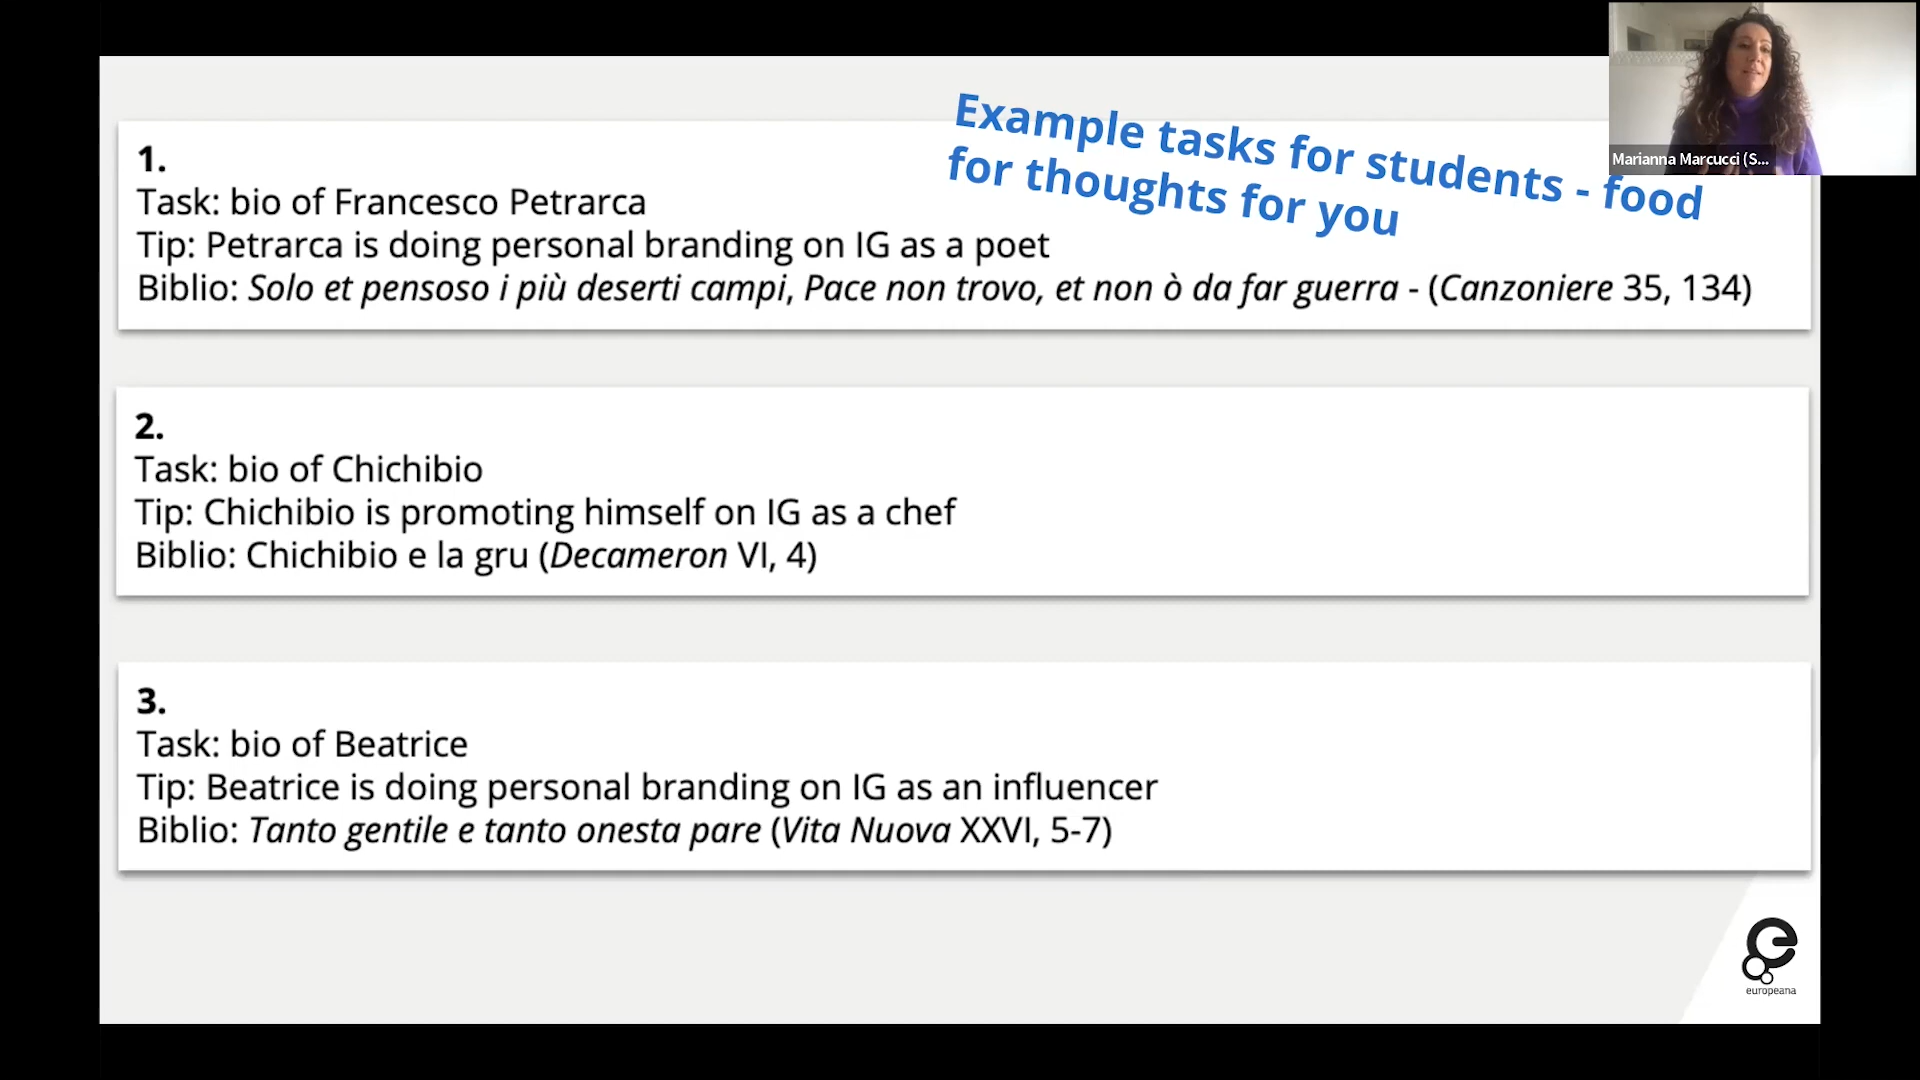 Example tasks for students - food
for thoughts for you
Marianna Marcucci (S...
1.
Task: bio of Francesco Petrarca
Tip: Petrarca is doing personal branding on IG as a poet
Biblio: Solo et pensoso i più deserti campi, Pace non trovo, et non ò da far guerra - (Canzoniere 35, 134)
2.
Task: bio of Chichibio
Tip: Chichibio is promoting himself on IG as a chef
Biblio: Chichibio e la gru (Decameron VI, 4)
3.
Task: bio of Beatrice
Tip: Beatrice is doing personal branding on IG as an influencer
Biblio: Tanto gentile e tanto onesta pare (Vita Nuova XXVI, 5-7)
europeana